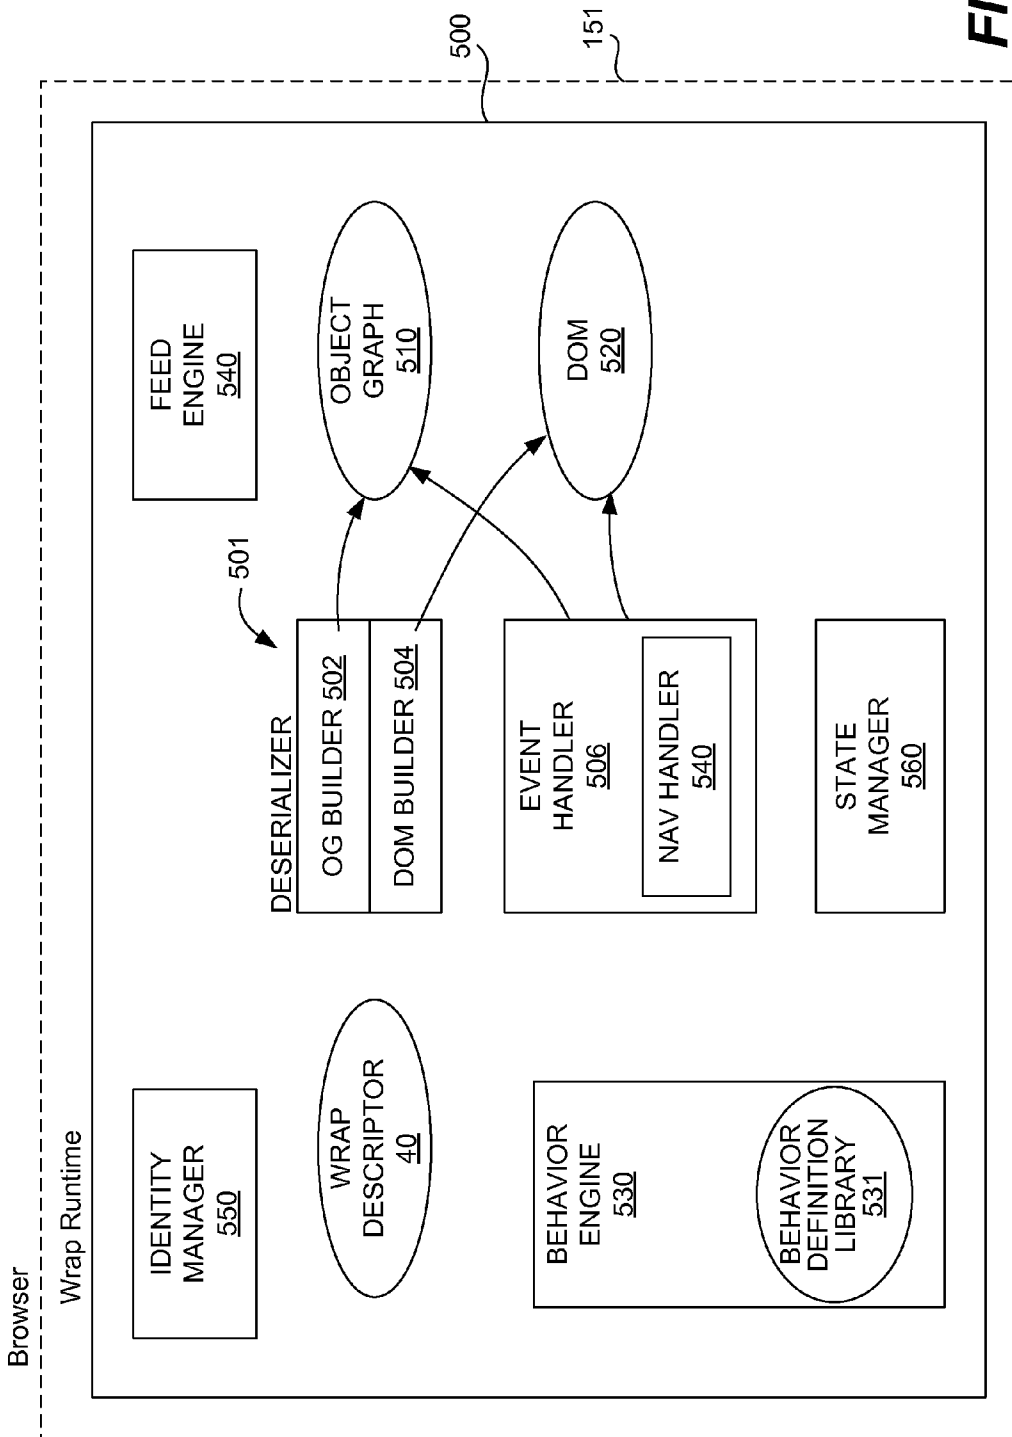 Browser
Wrap Runtime
IDENTITY
MANAGER
550
FEED
ENGINE
540
WRAP
DESCRIPTOR
40
DESERIALIZER
501
OG BUILDER 502
DOM BUILDER 504
OBJECT
GRAPH
510
BEHAVIOR
ENGINE
530
BEHAVIOR
DEFINITION
LIBRARY
531
EVENT
HANDLER
506
NAV HANDLER
540
DOM
520
STATE
MANAGER
560
500
151